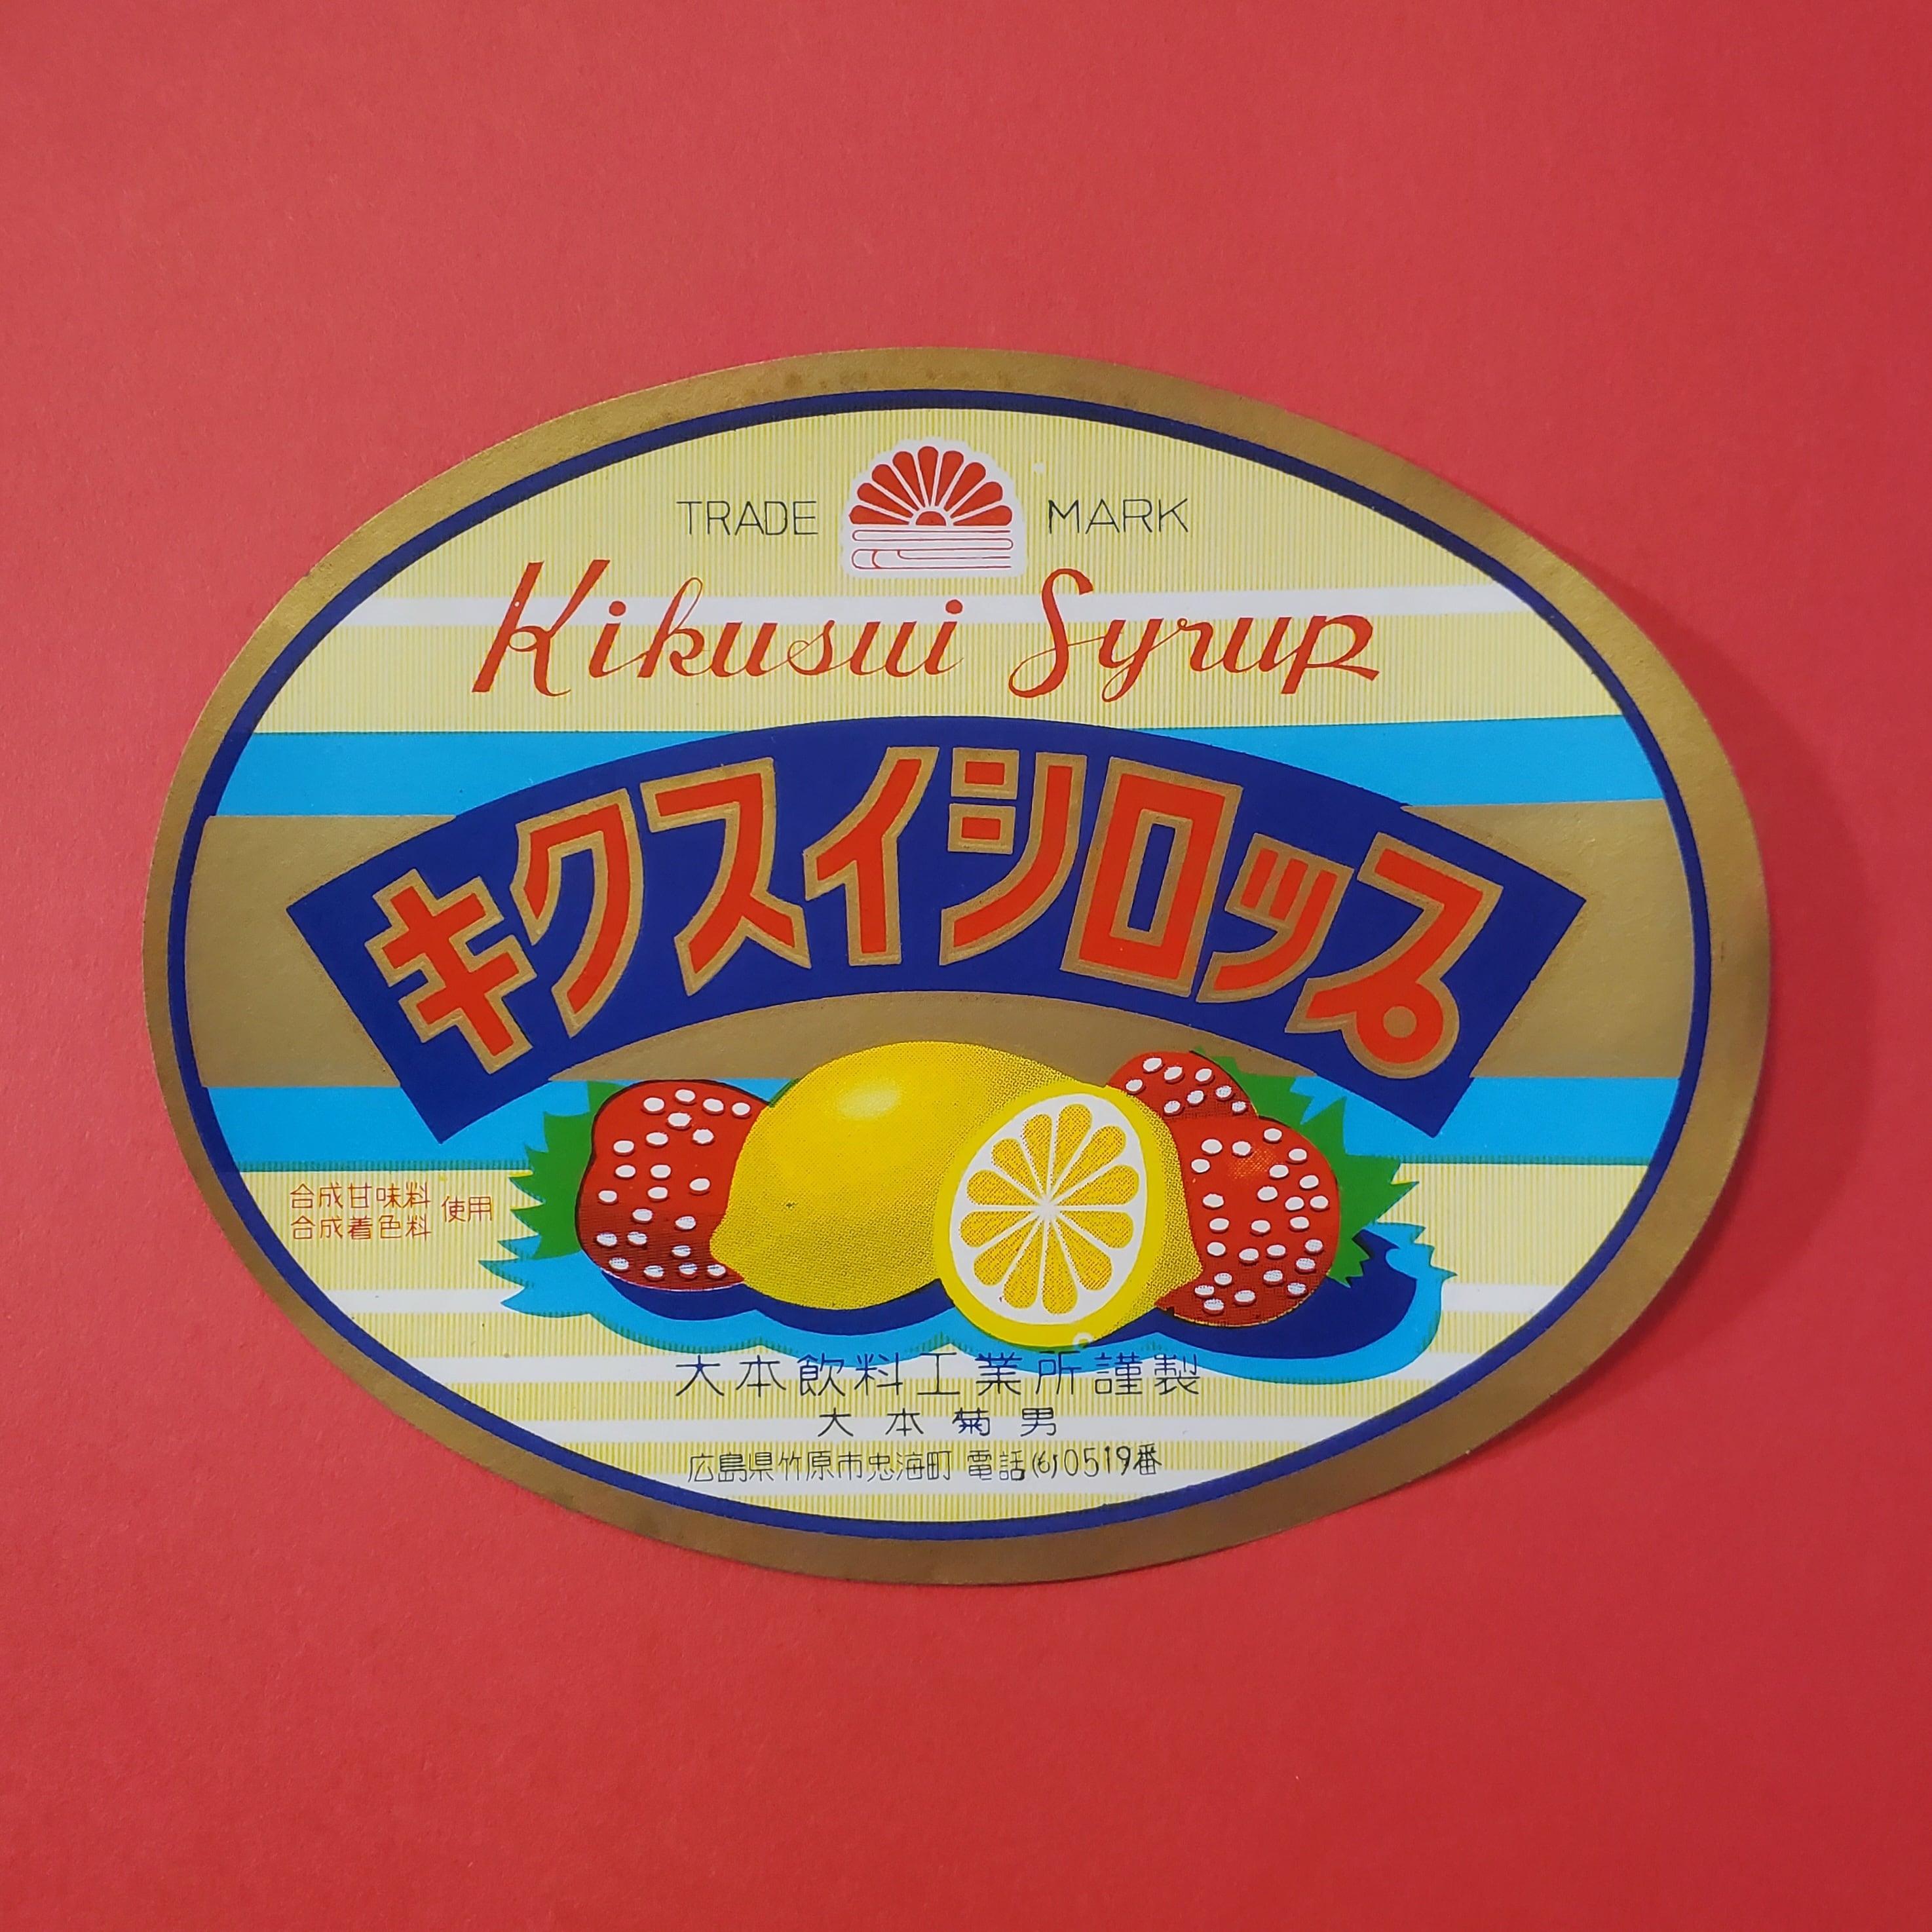 TRADE MARK
Kikusui Syrup
キクスイシロップ
合成甘味料
合成着色料 使用
大本飲料工業所謹製
大本菊男
広島県竹原市忠海町 電話(6)0519番